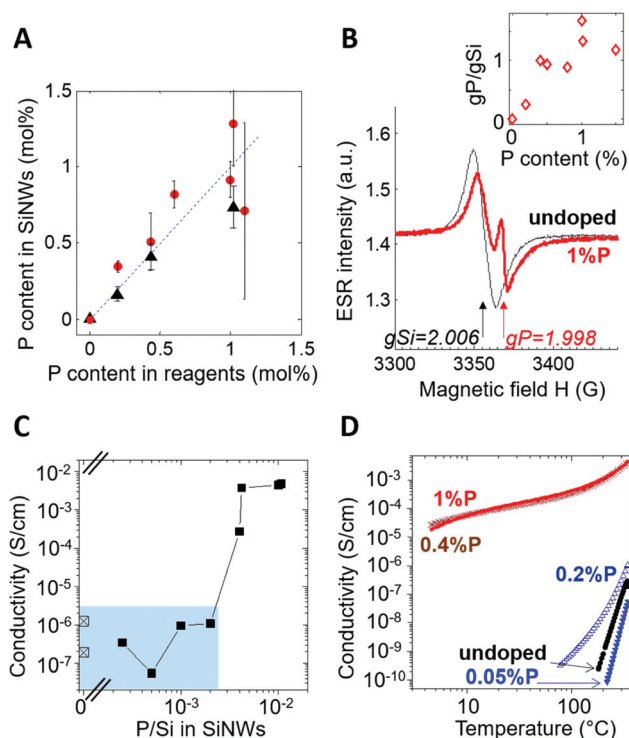 A
P content in SiNWs (mol%)
1.5
1
0.5
0
0 0.5 1 1.5
P content in reagents (mol%)
B
gP/gSi
1
0
0 1
P content (%)
ESR intensity (a.u.)
1.6
1.5
1.4
1.3
undoped
1%P
gSi=2.006
gP=1.998
3300 3350 3400
Magnetic field H (G)
C
Conductivity (S/cm)
10⁻²
10⁻³
10⁻⁴
10⁻⁵
10⁻⁶
10⁻⁷
0 10⁻³ 10⁻²
P/Si in SiNWs
D
Conductivity (S/cm)
10⁻³
10⁻⁴
10⁻⁵
10⁻⁶
10⁻⁷
10⁻⁸
10⁻⁹
10⁻¹⁰
1%P
0.4%P
0.2%P
undoped
0.05%P
10 100
Temperature (°C)